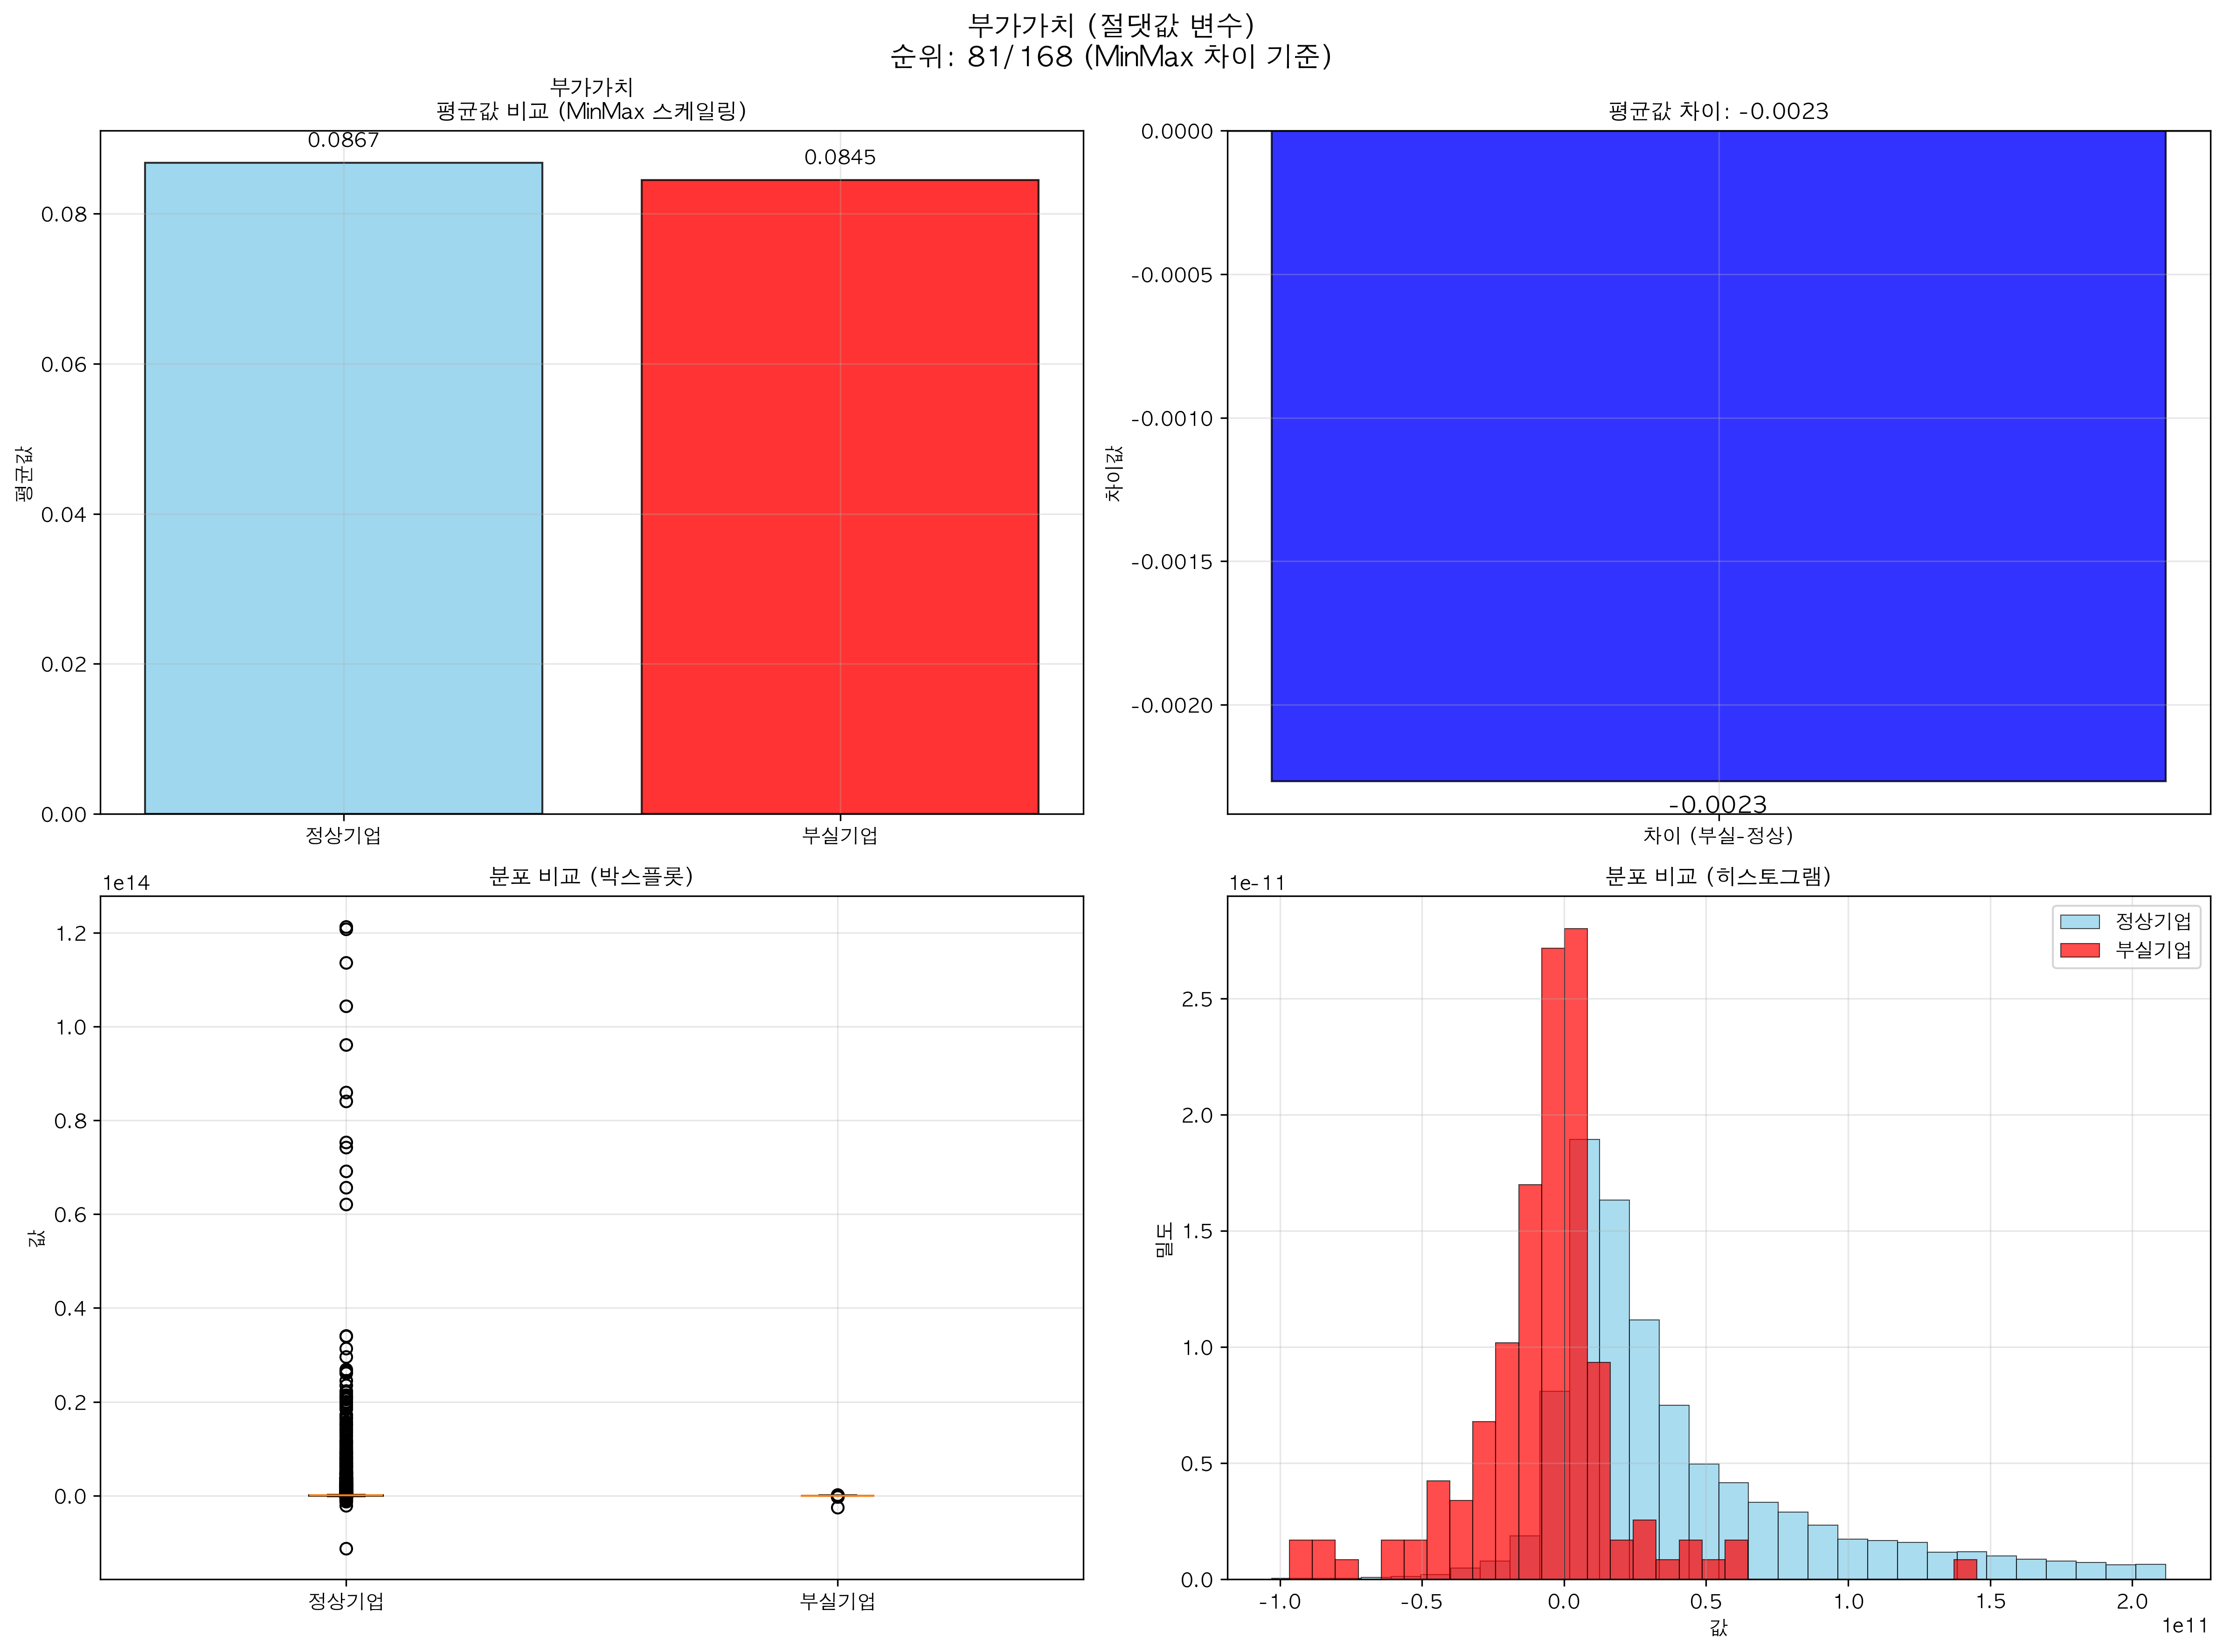 부가가치 (절댓값 변수)
순위: 81/168 (MinMax 차이 기준)
부가가치
평균값 비교 (MinMax 스케일링)
평균값
0.08
0.06
0.04
0.02
0.00
0.0867
0.0845
정상기업
부실기업
평균값 차이: -0.0023
차이값
0.0000
-0.0005
-0.0010
-0.0015
-0.0020
-0.0023
차이 (부실-정상)
분포 비교 (박스플롯)
1e14
값
1.2
1.0
0.8
0.6
0.4
0.2
0.0
정상기업
부실기업
분포 비교 (히스토그램)
1e-11
밀도
2.5
2.0
1.5
1.0
0.5
0.0
정상기업
부실기업
-1.0
-0.5
0.0
0.5
1.0
1.5
2.0
1e11
값